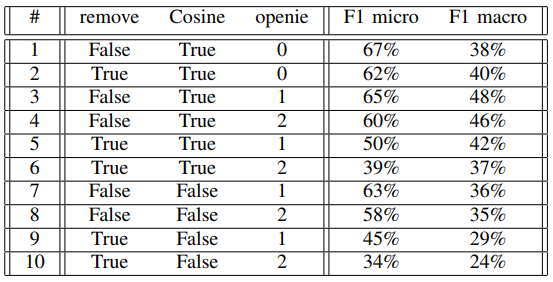 # remove Cosine openie F1 micro F1 macro
1 False True 0 67% 38%
2 True True 0 62% 40%
3 False True 1 65% 48%
4 False True 2 60% 46%
5 True True 1 50% 42%
6 True True 2 39% 37%
7 False False 1 63% 36%
8 False False 2 58% 35%
9 True False 1 45% 29%
10 True False 2 34% 24%